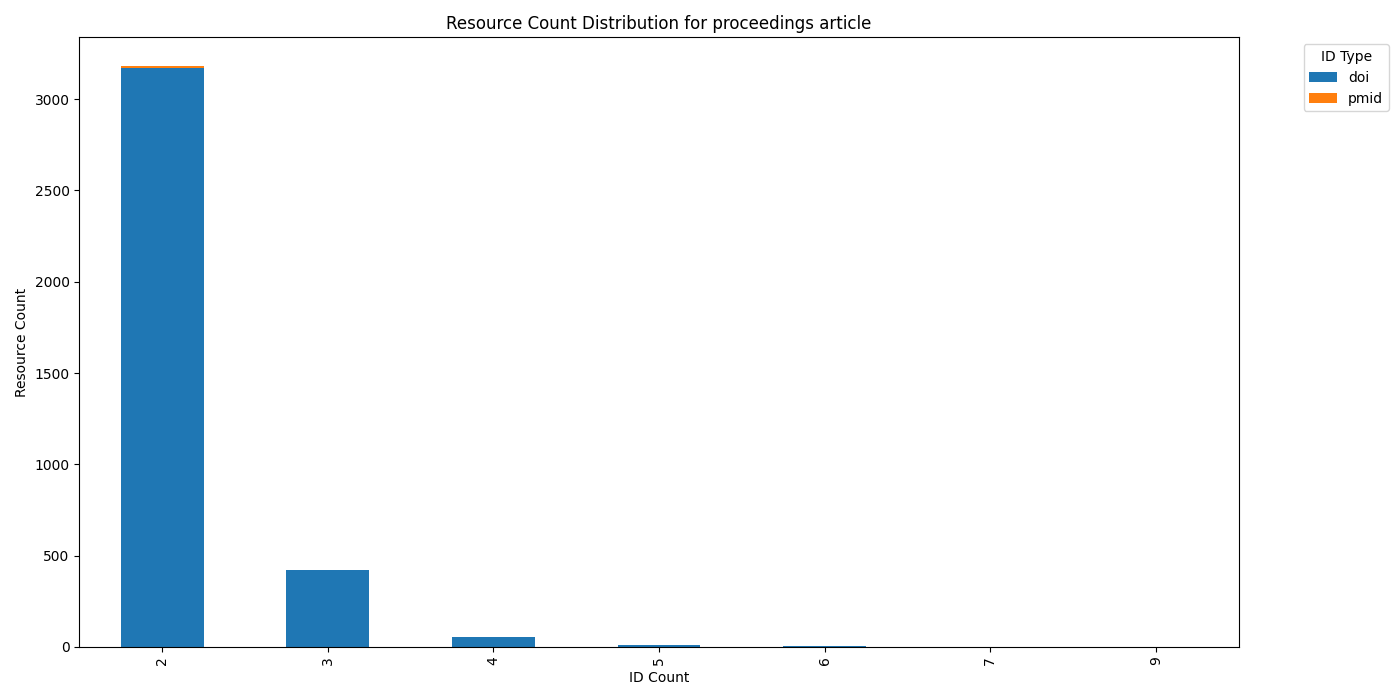 Resource Count Distribution for proceedings article
ID Type
doi
pmid
Resource Count
3000
2500
2000
1500
1000
500
0
2
3
4
5
6
7
9
ID Count